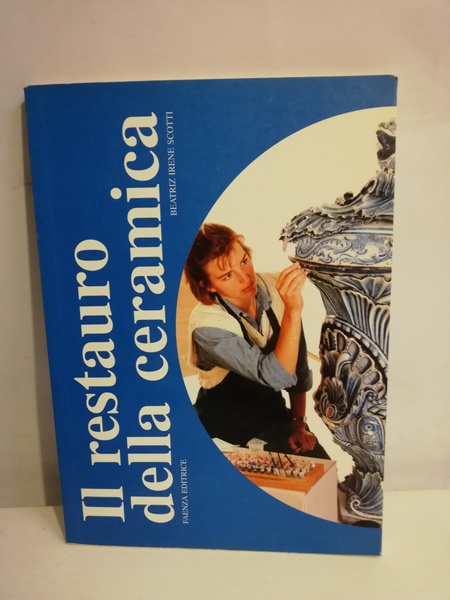 Il restauro
della ceramica
BEATRIZ IRENE SCOTTI
FAENZA EDITRICE